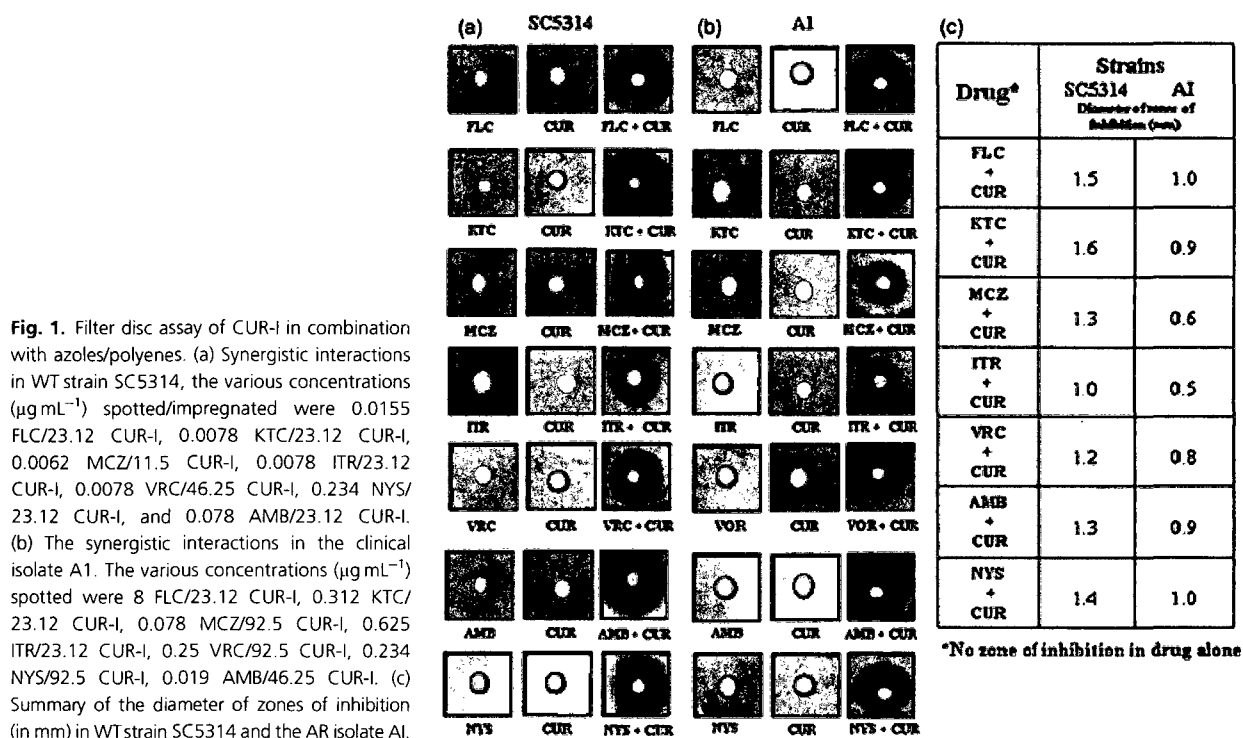 (a) SC5314 (b) AI (c)
FLC CUR FLC + CUR FLC CUR FLC + CUR
KTC CUR KTC + CUR KTC CUR KTC + CUR
MCZ CUR MCZ + CUR MCZ CUR MCZ + CUR
ITR CUR ITR + CUR ITR CUR ITR + CUR
VRC CUR VRC + CUR VOR CUR VOR + CUR
AMB CUR AMB + CUR AMB CUR AMB + CUR
NYS CUR NYS + CUR NYS CUR NYS + CUR
Drug*
Strains
SC5314 AI
Diameter of zones of
Inhibition (mm)
FLC
+
CUR
1.5 1.0
KTC
+
CUR
1.6 0.9
MCZ
+
CUR
1.3 0.6
ITR
+
CUR
1.0 0.5
VRC
+
CUR
1.2 0.8
AMB
+
CUR
1.3 0.9
NYS
+
CUR
1.4 1.0
*No zone of inhibition in drug alone
Fig. 1. Filter disc assay of CUR-I in combination
with azoles/polyenes. (a) Synergistic interactions
in WT strain SC5314, the various concentrations
(μg mL⁻¹) spotted/impregnated were 0.0155
FLC/23.12 CUR-I, 0.0078 KTC/23.12 CUR-I,
0.0062 MCZ/11.5 CUR-I, 0.0078 ITR/23.12
CUR-I, 0.0078 VRC/46.25 CUR-I, 0.234 NYS/
23.12 CUR-I, and 0.078 AMB/23.12 CUR-I.
(b) The synergistic interactions in the clinical
isolate A1. The various concentrations (μg mL⁻¹)
spotted were 8 FLC/23.12 CUR-I, 0.312 KTC/
23.12 CUR-I, 0.078 MCZ/92.5 CUR-I, 0.625
ITR/23.12 CUR-I, 0.25 VRC/92.5 CUR-I, 0.234
NYS/92.5 CUR-I, 0.019 AMB/46.25 CUR-I. (c)
Summary of the diameter of zones of inhibition
(in mm) in WT strain SC5314 and the AR isolate AI.